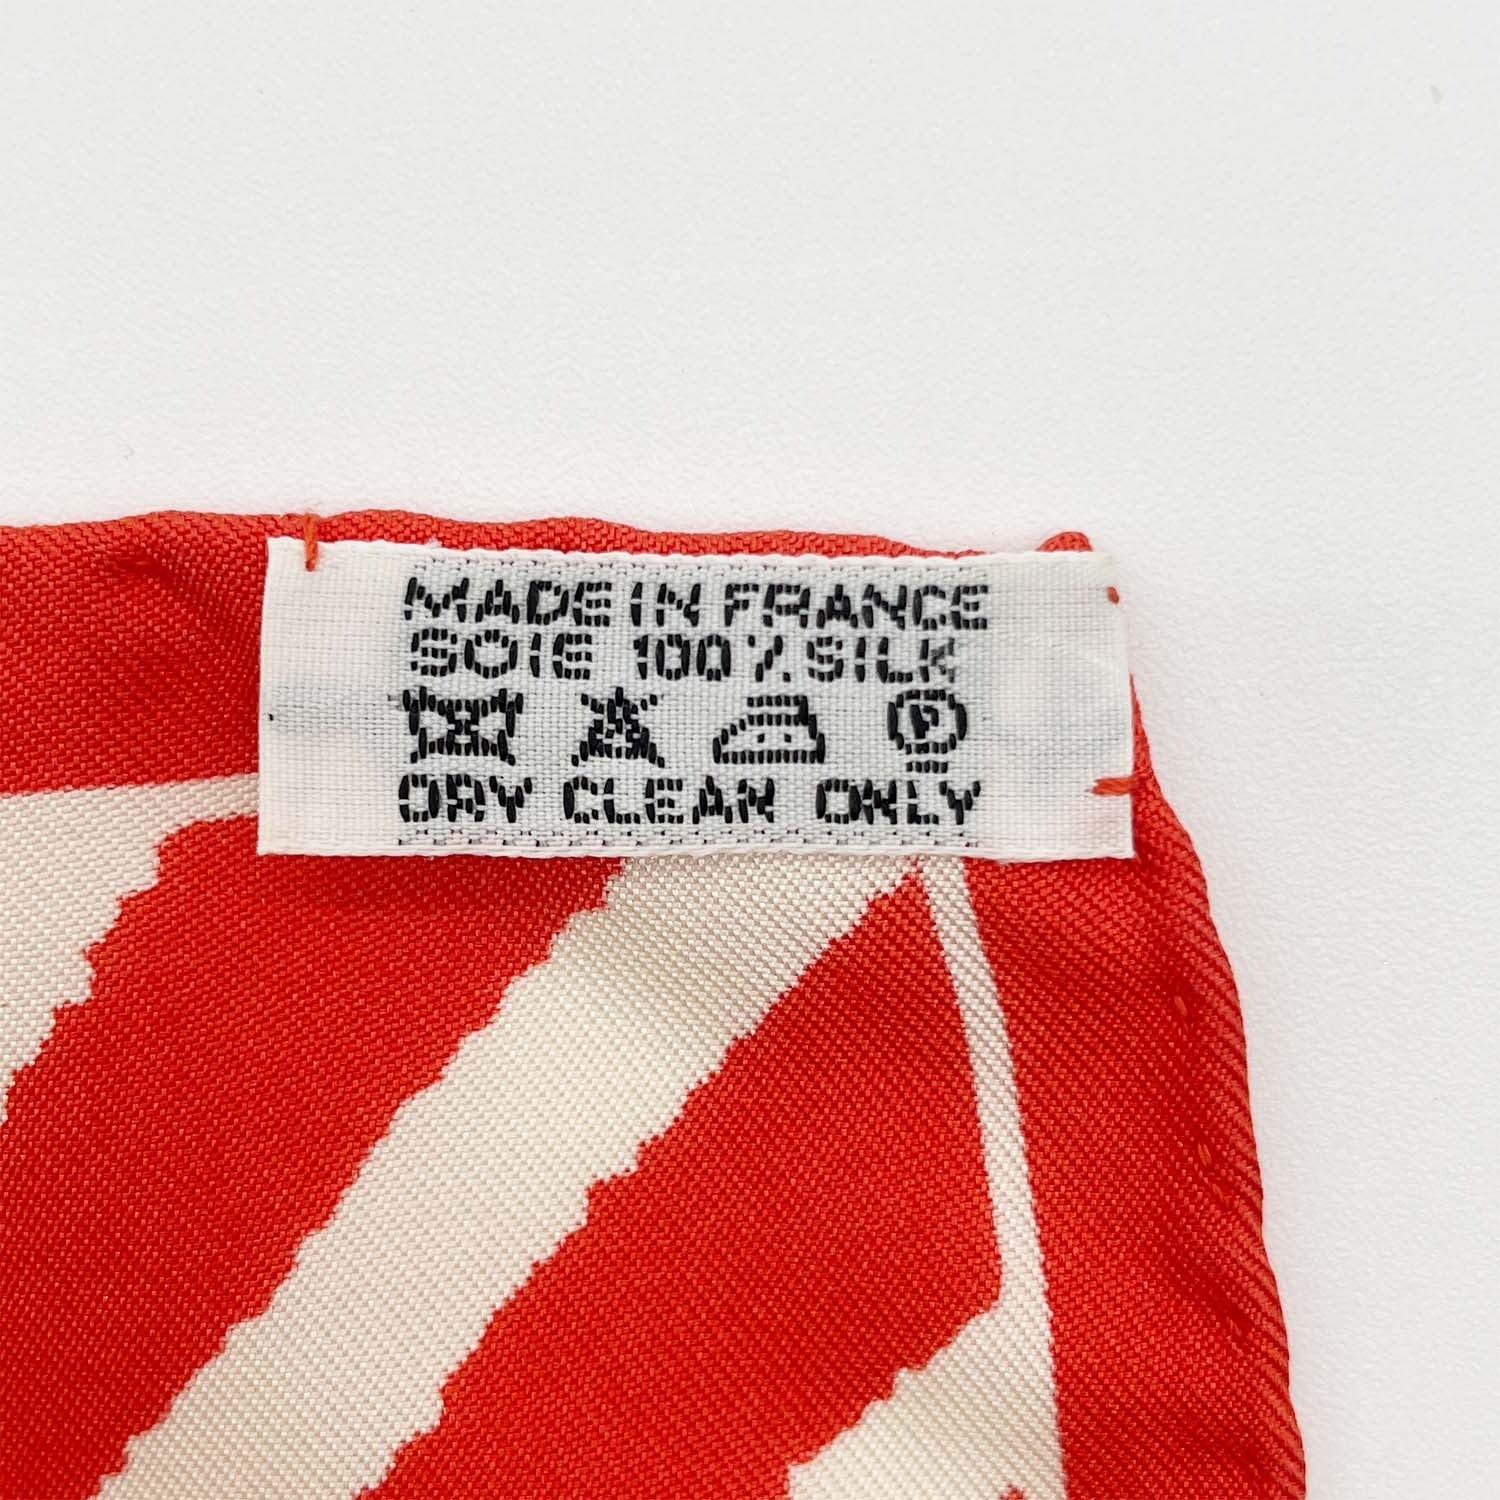 MADE IN FRANCE
SOIE 100% SILK
P
DRY CLEAN ONLY